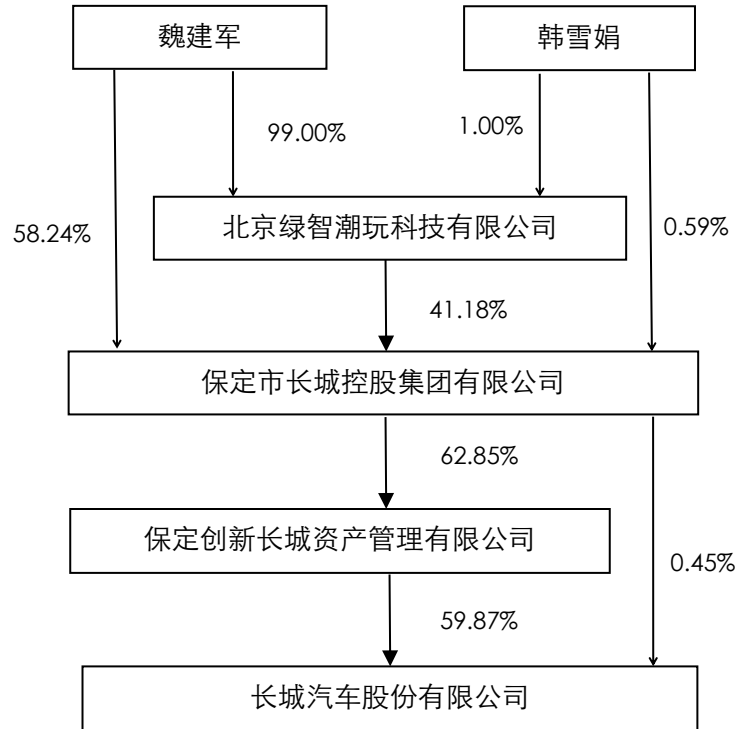 魏建军
韩雪娟
99.00%
1.00%
58.24%
北京绿智潮玩科技有限公司
0.59%
41.18%
保定市长城控股集团有限公司
62.85%
保定创新长城资产管理有限公司
0.45%
59.87%
长城汽车股份有限公司